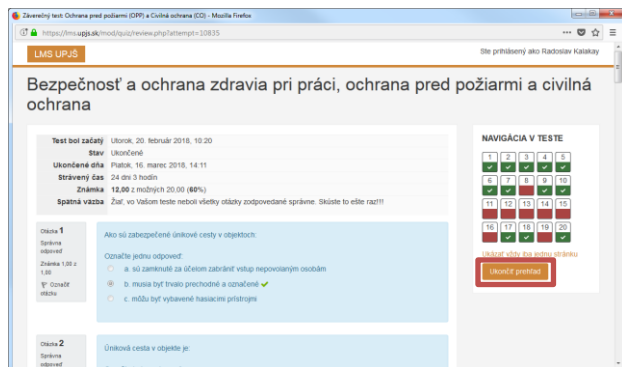 Záverečný test: Ochrana pred požiarmi (OPP) a Civilná ochrana (CO) - Mozilla Firefox
https://lms.upjs.sk/mod/quiz/review.php?attempt=10835
LMS UPJŠ
Ste prihlásený ako Radoslav Kalakay
Bezpečnosť a ochrana zdravia pri práci, ochrana pred požiarmi a civilná
ochrana
Test bol začatý Utorok, 20. február 2018, 10:20
Stav Ukončené
Ukončené dňa Piatok, 16. marec 2018, 14:11
Strávený čas 24 dni 3 hodín
Známka 12,00 z možných 20,00 (60%)
Spätná väzba Žiaľ, vo Vašom teste neboli všetky otázky zodpovedané správne. Skúste to ešte raz!!!
NAVIGÁCIA V TESTE
1 2 3 4 5
6 7 8 9 10
11 12 13 14 15
16 17 18 19 20
Ukázať vždy iba jednu stránku
Ukončiť prehľad
Otázka 1
Správna
odpoveď
Známka 1,00 z
1,00
Označiť
otázku
Ako sú zabezpečené únikové cesty v objektoch:
Označte jednu odpoveď:
a. sú zamknuté za účelom zabrániť vstup nepovolaným osobám
b. musia byť trvalo prechodné a označené
c. môžu byť vybavené hasiacimi prístrojmi
Otázka 2
Správna
odpoveď
Úniková cesta v objekte je: